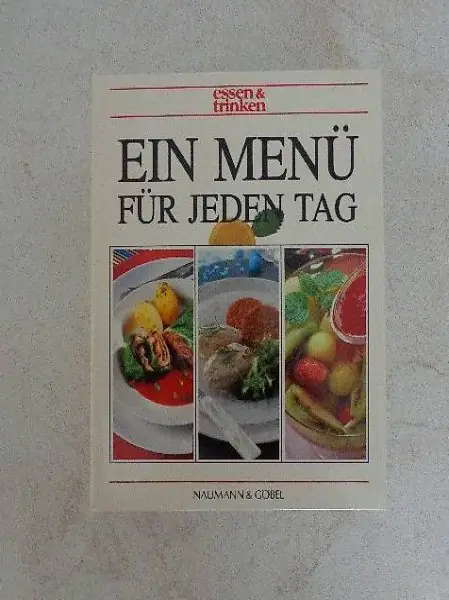 essen &
trinken
EIN MENÜ
FÜR JEDEN TAG
NAUMANN & GÖBEL